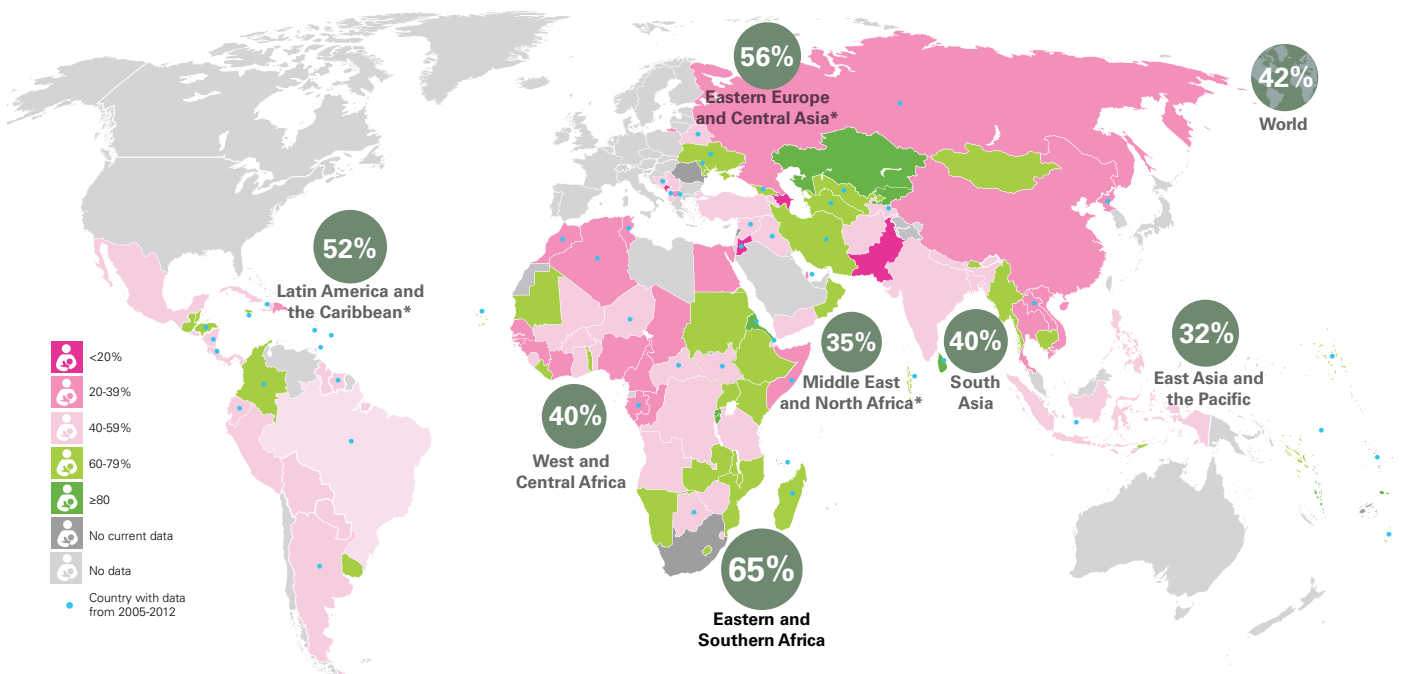 56%
Eastern Europe
and Central Asia*
42%
World
52%
Latin America and
the Caribbean*
35%
Middle East
and North Africa*
40%
South
Asia
32%
East Asia and
the Pacific
40%
West and
Central Africa
65%
Eastern and
Southern Africa
<20%
20-39%
40-59%
60-79%
≥80
No current data
No data
Country with data
from 2005-2012